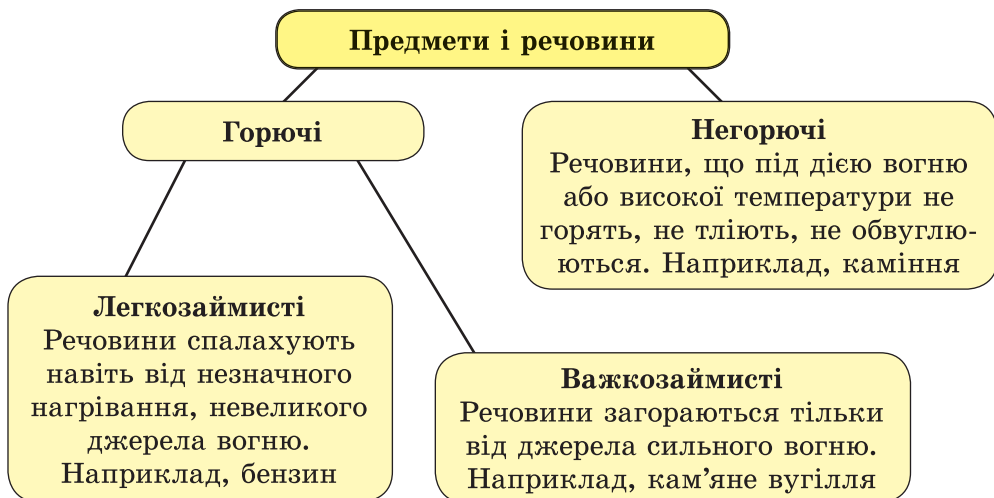 Предмети і речовини
Горючі
Негорючі
Речовини, що під дією вогню
або високої температури не
горять, не тліють, не обвуглю-
ються. Наприклад, каміння
Легкозаймисті
Речовини спалахують
навіть від незначного
нагрівання, невеликого
джерела вогню.
Наприклад, бензин
Важкозаймисті
Речовини загораються тільки
від джерела сильного вогню.
Наприклад, кам’яне вугілля